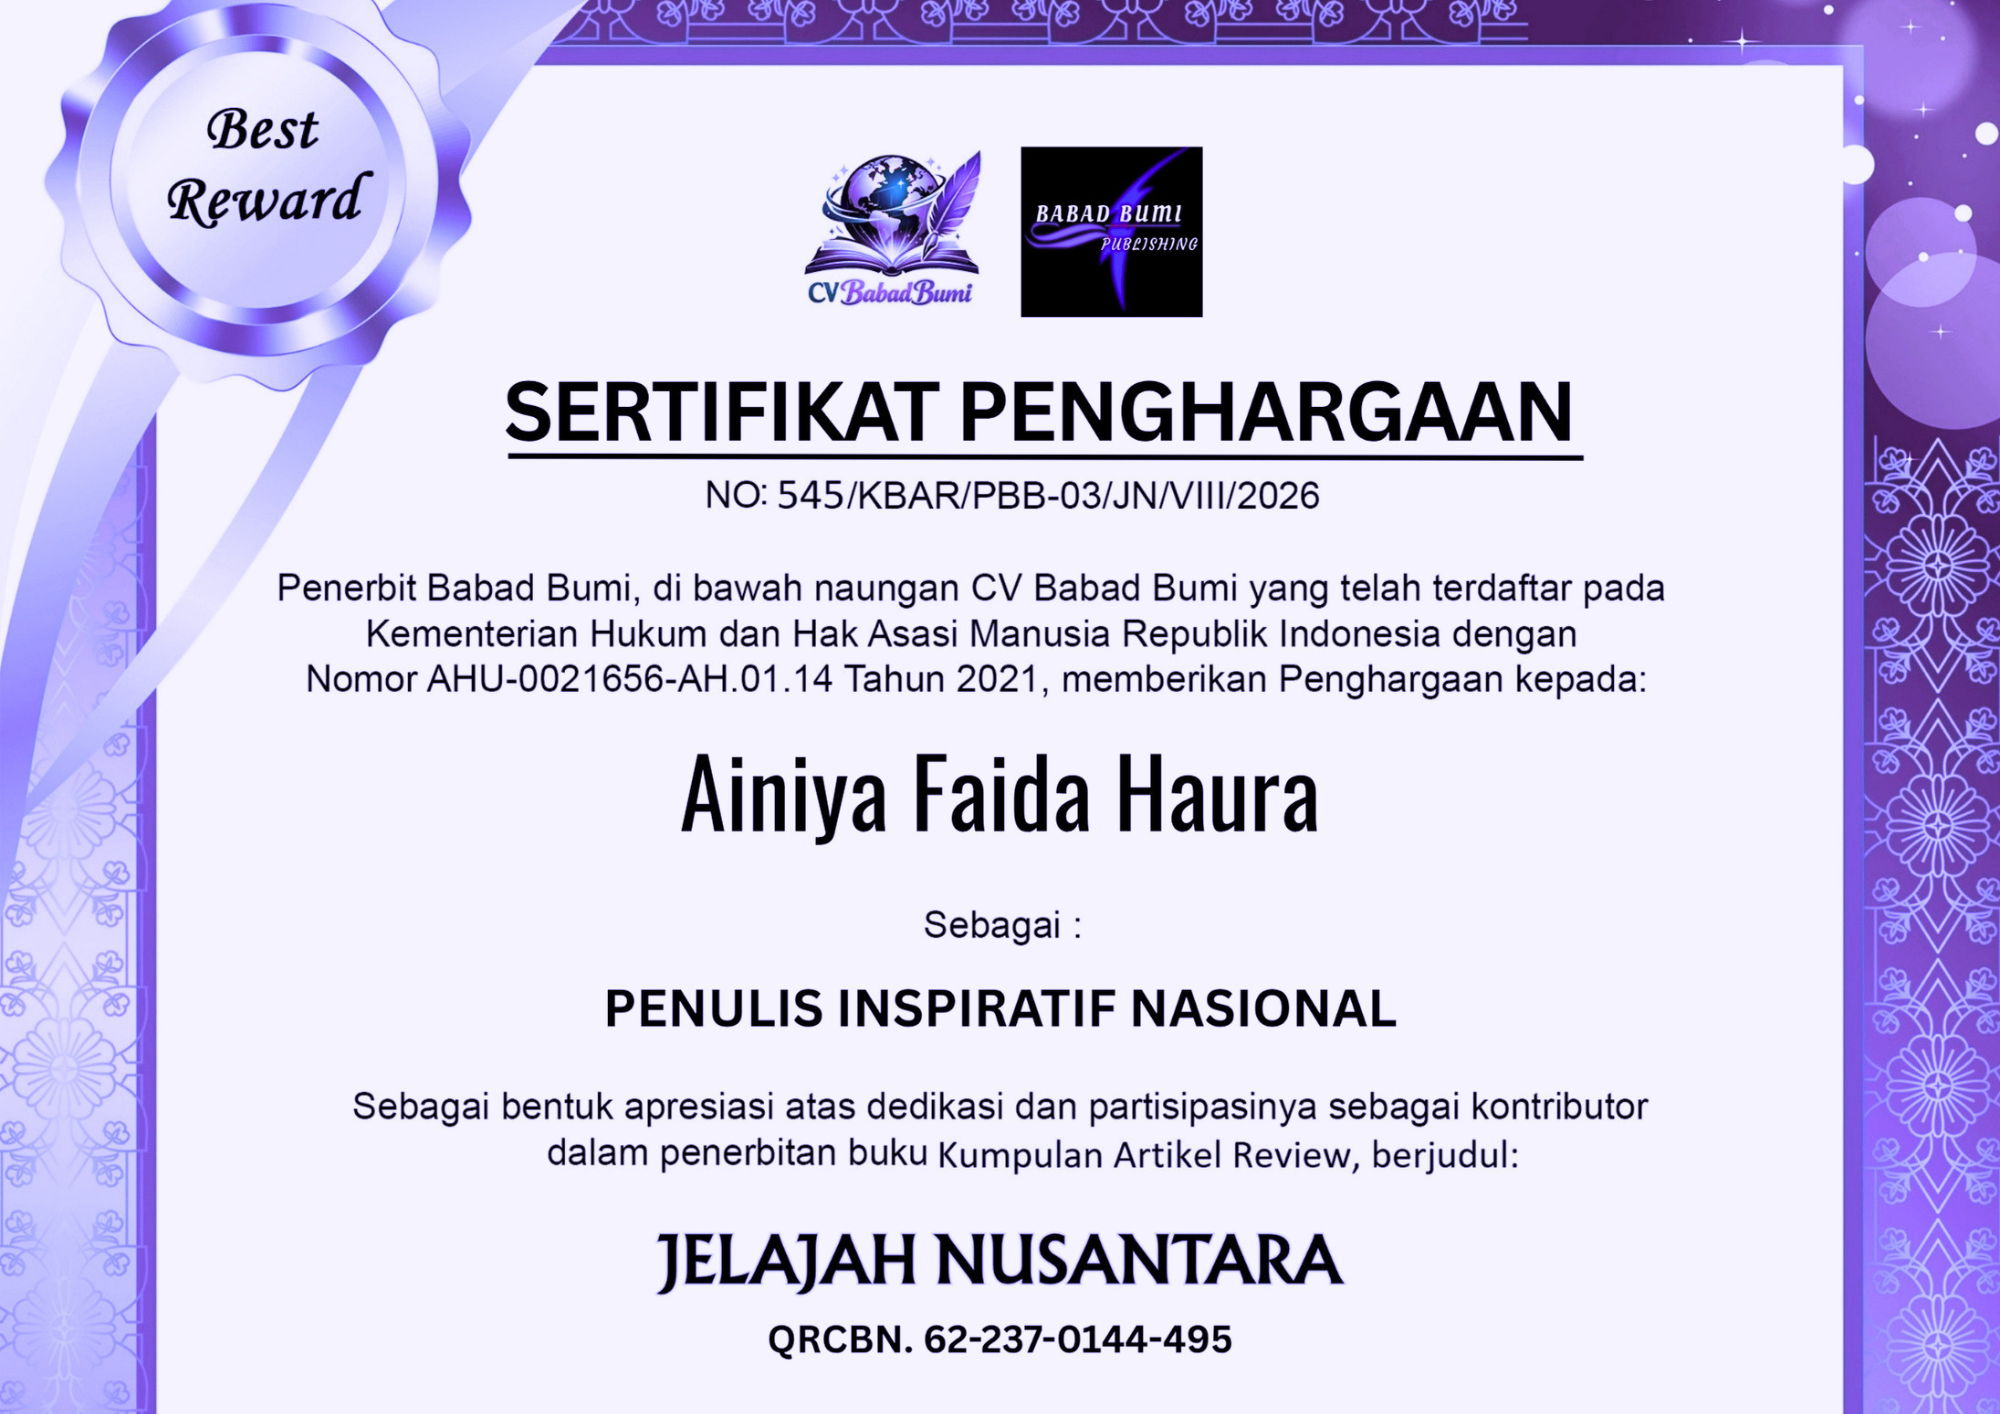 Best
Reward
CV Babad Bumi
BABAD BUMI
PUBLISHING
SERTIFIKAT PENGHARGAAN
NO: 545/KBAR/PBB-03/JN/VIII/2026
Penerbit Babad Bumi, di bawah naungan CV Babad Bumi yang telah terdaftar pada
Kementerian Hukum dan Hak Asasi Manusia Republik Indonesia dengan
Nomor AHU-0021656-AH.01.14 Tahun 2021, memberikan Penghargaan kepada:
Ainiya Faida Haura
Sebagai :
PENULIS INSPIRATIF NASIONAL
Sebagai bentuk apresiasi atas dedikasi dan partisipasinya sebagai kontributor
dalam penerbitan buku Kumpulan Artikel Review, berjudul:
JELAJAH NUSANTARA
QRCBN. 62-237-0144-495